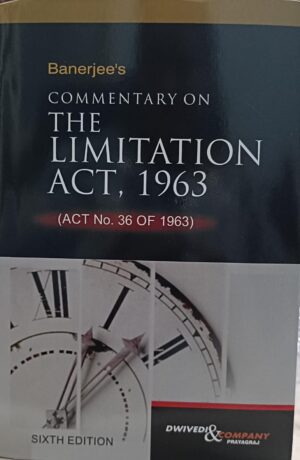 Banerjee's
COMMENTARY ON
THE
LIMITATION
ACT, 1963
(ACT No. 36 OF 1963)
SIXTH EDITION
DWIVEDI&COMPANY
PRAYAGRAJ